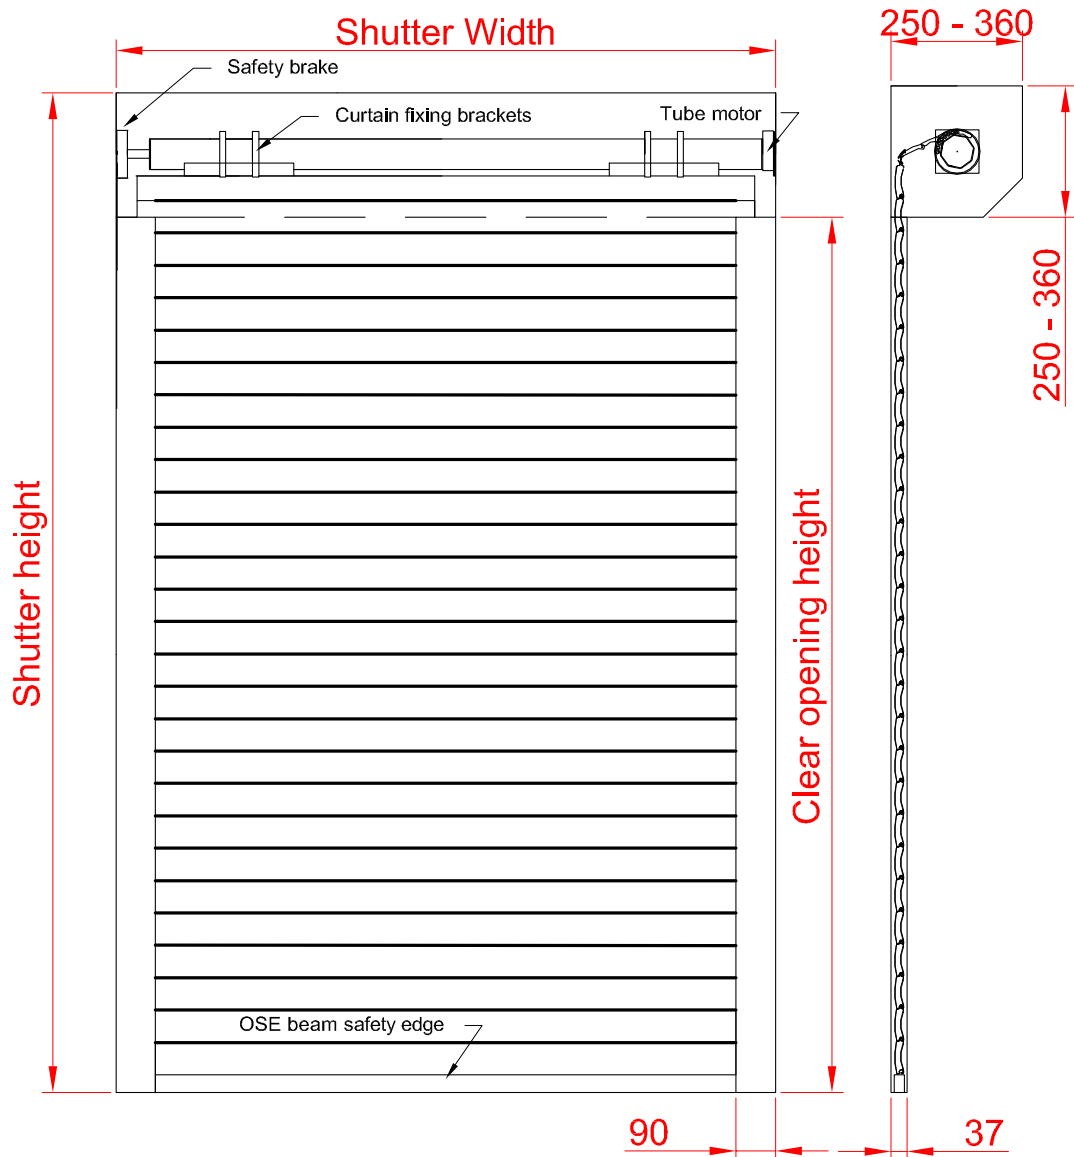 Shutter Width
250 - 360
Safety brake
Curtain fixing brackets
Tube motor
250 - 360
Shutter height
Clear opening height
OSE beam safety edge
90
37